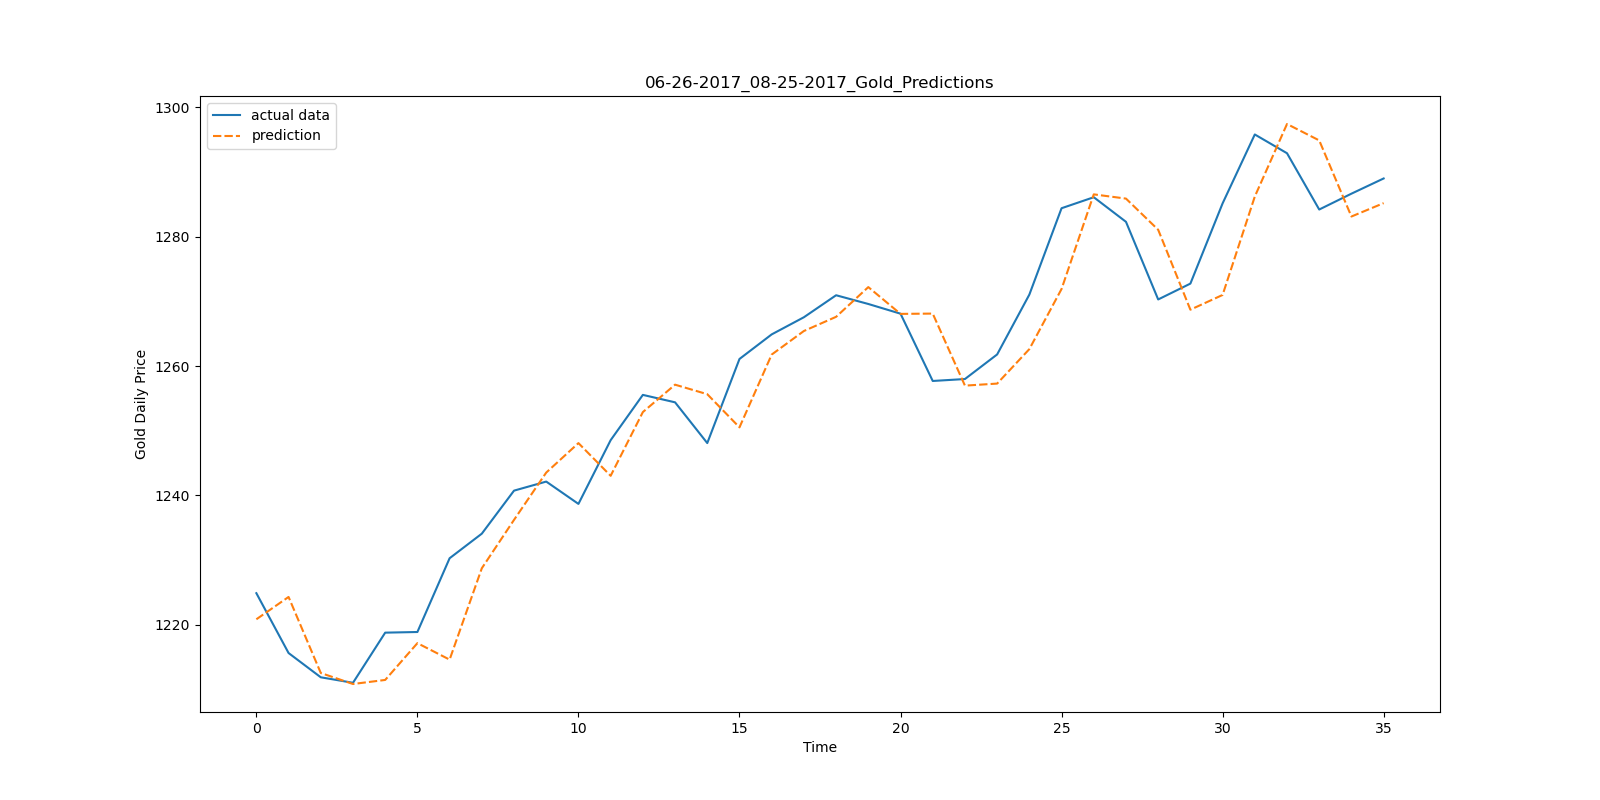 06-26-2017_08-25-2017_Gold_Predictions
actual data
prediction
Gold Daily Price
1300
1280
1260
1240
1220
0 5 10 15 20 25 30 35
Time